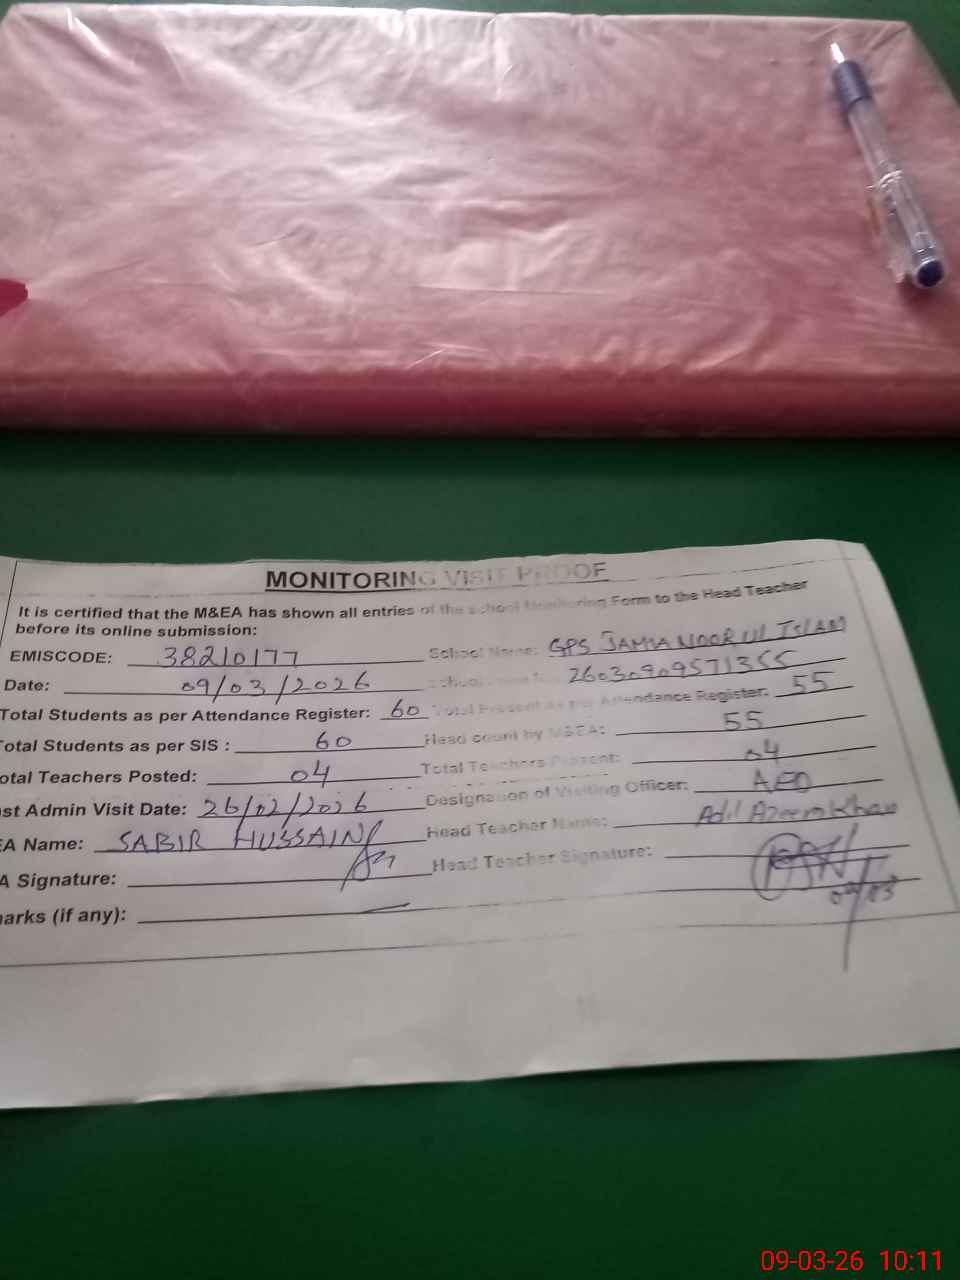 MONITORING VISIT PROOF
It is certified that the M&EA has shown all entries of the school Monitoring Form to the Head Teacher
before its online submission:
EMISCODE: 38210177 School Name: GPS JAMIA NOOR UL ISLAM
Date: 09/03/2026 School 26030909571355
Total Students as per Attendance Register: 60 Total Present as per Attendance Register: 55
Total Students as per SIS : 60 Head count by M&EA: 55
otal Teachers Posted: 04 Total Teachers Present: 04
st Admin Visit Date: 26/02/2026 Designation of Visiting Officer: AEO
EA Name: SABIR HUSSAIN Head Teacher Name: Adil Azeem Khan
A Signature: Head Teacher Signature:
09/03
arks (if any):
09-03-26 10:11